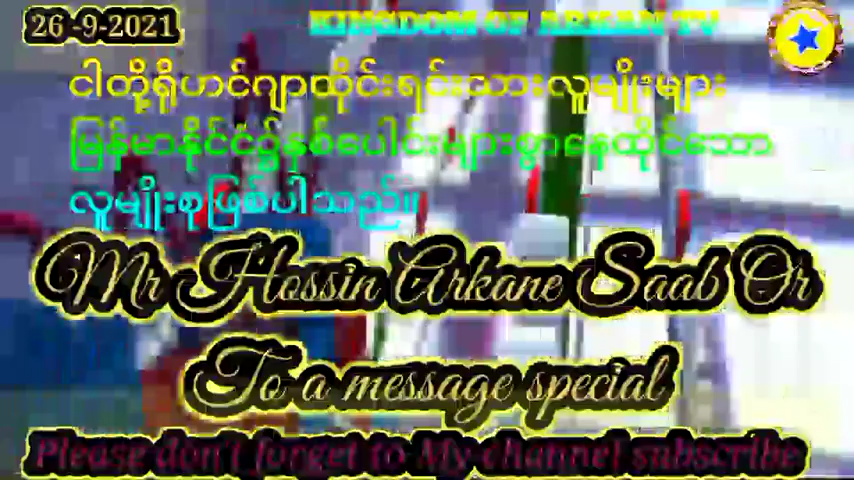 26 -9-2021
KINGDOM OF ARKAN TV
ငါတို့ရိုဟင်ဂျာထိုင်းရင်းသားလူမျိုးများ
မြန်မာနိုင်ငံ၌နှစ်ပေါင်းများစွာနေထိုင်သော
လူမျိုးစုဖြစ်ပါသည်။
Mr Hossin Arkane Saab Or
To a message special
Please don't forget to My channel subscribe